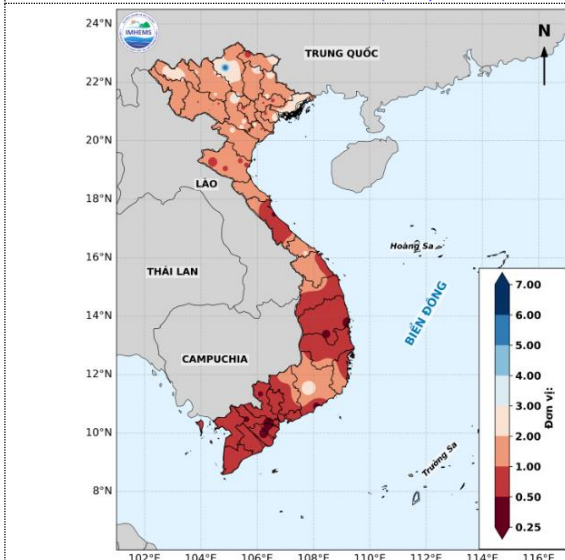 24°N
IMHEMS
TRUNG QUỐC
N
22°N
20°N
LÀO
18°N
16°N
Hoàng Sa
THÁI LAN
14°N
BIỂN ĐÔNG
CAMPUCHIA
12°N
10°N
Trường Sa
8°N
7.00
6.00
5.00
4.00
3.00
2.00
1.00
0.50
0.25
Đơn vị:
102°E 104°E 106°E 108°E 110°E 112°E 114°E 116°E